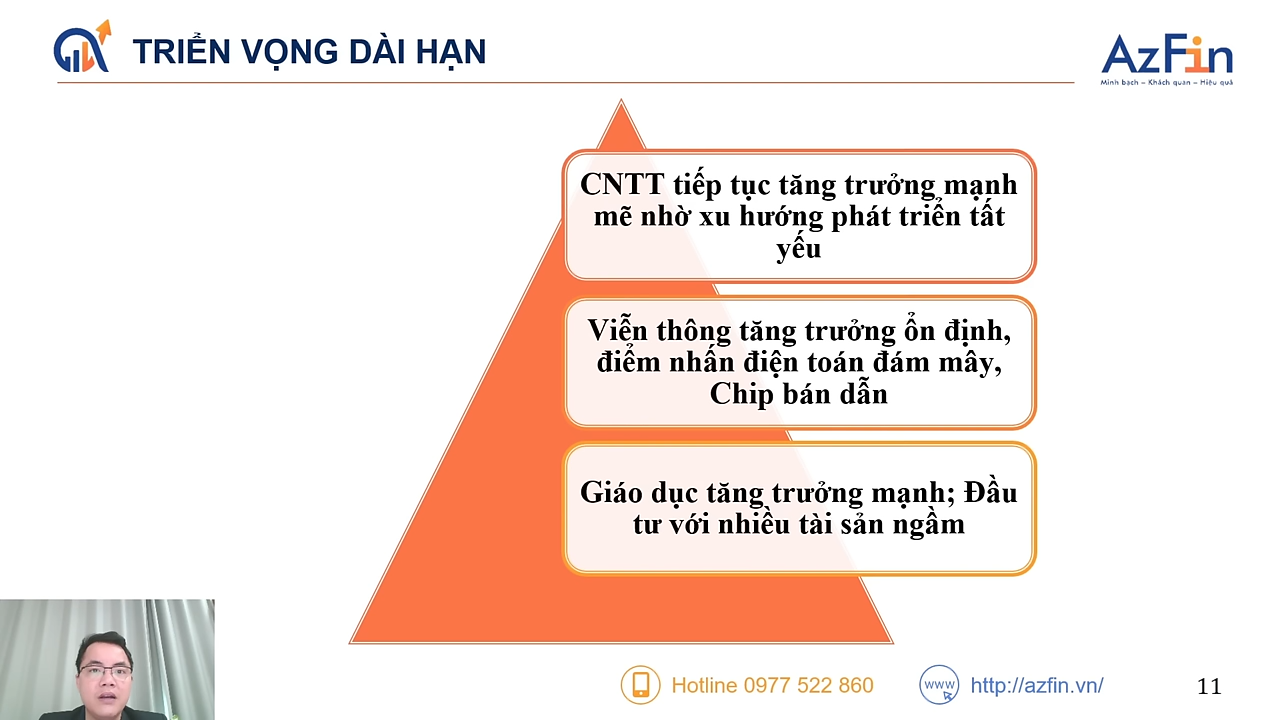 TRIỂN VỌNG DÀI HẠN
AzFin
Minh bạch – Khách quan – Hiệu quả
CNTT tiếp tục tăng trưởng mạnh
mẽ nhờ xu hướng phát triển tất
yếu
Viễn thông tăng trưởng ổn định,
điểm nhấn điện toán đám mây,
Chip bán dẫn
Giáo dục tăng trưởng mạnh; Đầu
tư với nhiều tài sản ngầm
Hotline 0977 522 860
www
http://azfin.vn/
11